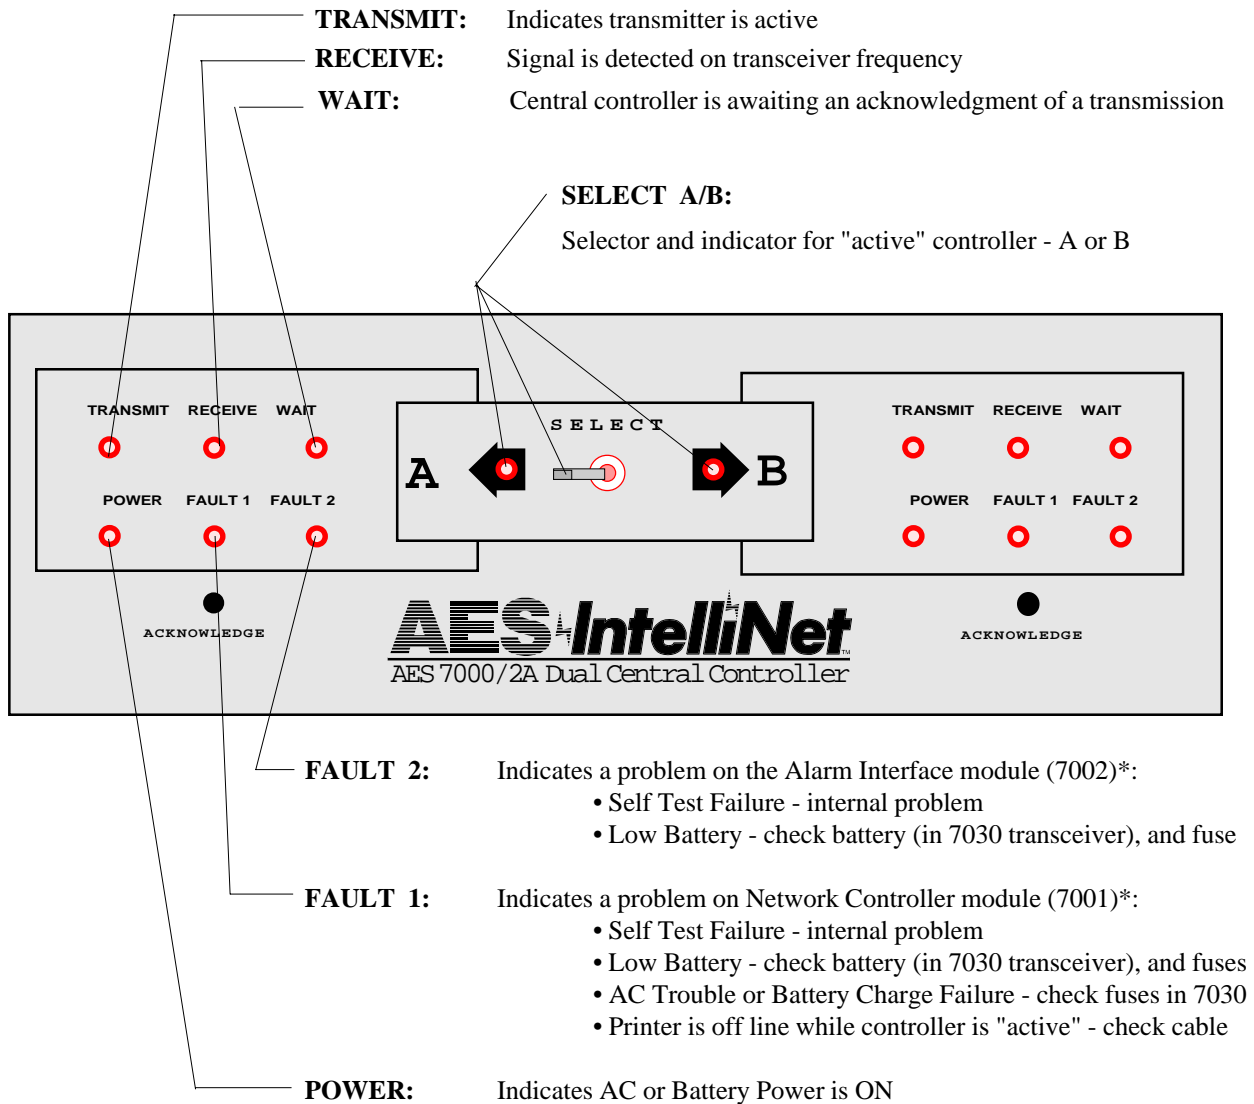 TRANSMIT: Indicates transmitter is active
RECEIVE: Signal is detected on transceiver frequency
WAIT: Central controller is awaiting an acknowledgment of a transmission
SELECT A/B:
Selector and indicator for "active" controller - A or B
TRANSMIT RECEIVE WAIT
POWER FAULT 1 FAULT 2
ACKNOWLEDGE
SELECT
A B
TRANSMIT RECEIVE WAIT
POWER FAULT 1 FAULT 2
ACKNOWLEDGE
AES IntelliNet™
AES 7000/2A Dual Central Controller
FAULT 2: Indicates a problem on the Alarm Interface module (7002)*:
• Self Test Failure - internal problem
• Low Battery - check battery (in 7030 transceiver), and fuse
FAULT 1: Indicates a problem on Network Controller module (7001)*:
• Self Test Failure - internal problem
• Low Battery - check battery (in 7030 transceiver), and fuses
• AC Trouble or Battery Charge Failure - check fuses in 7030
• Printer is off line while controller is "active" - check cable
POWER: Indicates AC or Battery Power is ON